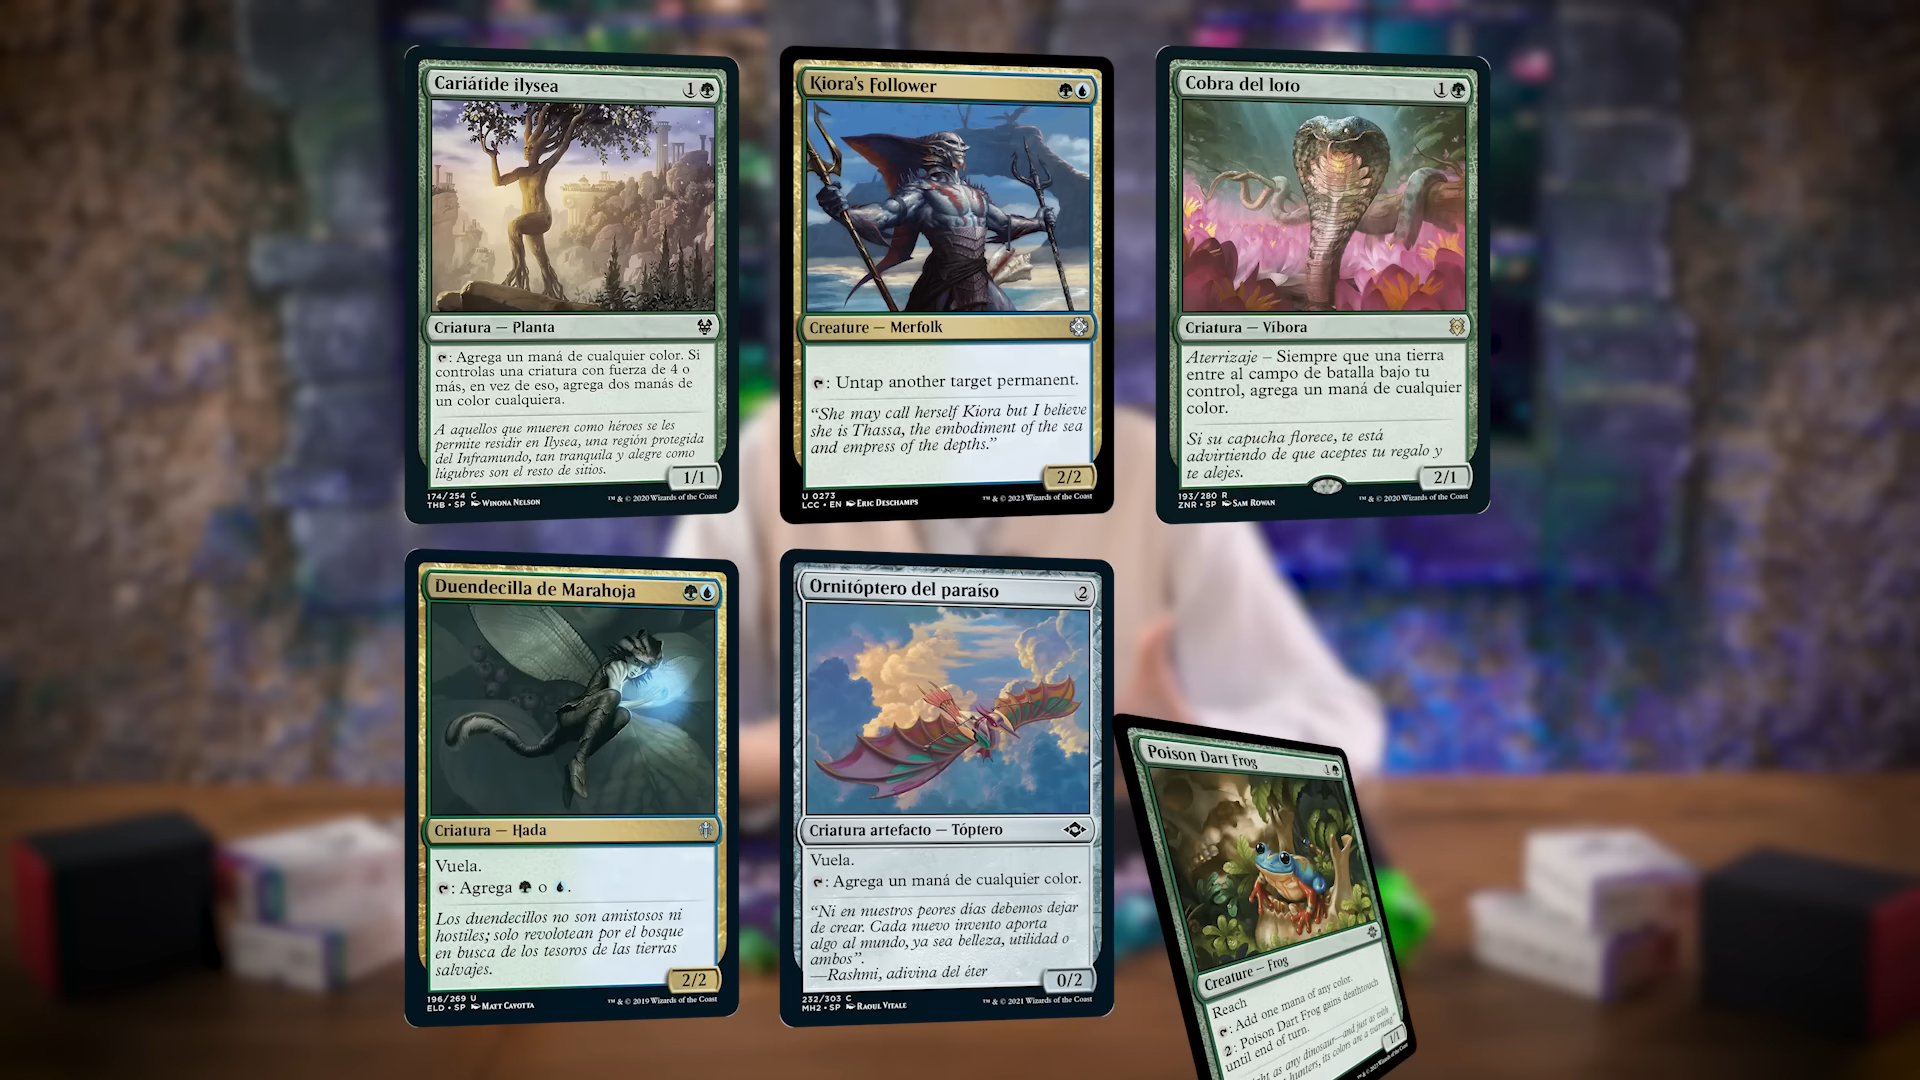 Cariátide ilysea
1
Criatura — Planta
: Agrega un maná de cualquier color. Si
controlas una criatura con fuerza de 4 o
más, en vez de eso, agrega dos manás de
un color cualquiera.
A aquellos que mueren como héroes se les
permite residir en Ilysea, una región protegida
del Inframundo, tan tranquila y alegre como
lúgubres son el resto de sitios.
1/1
174/254 C
THB • SP Winona Nelson
™ & © 2020 Wizards of the Coast
Kiora's Follower
Creature — Merfolk
: Untap another target permanent.
“She may call herself Kiora but I believe
she is Thassa, the embodiment of the sea
and empress of the depths.”
2/2
U 0273
LCC • EN Eric Deschamps
™ & © 2023 Wizards of the Coast
Cobra del loto
1
Criatura — Víbora
Aterrizaje – Siempre que una tierra
entre al campo de batalla bajo tu
control, agrega un maná de cualquier
color.
Si su capucha florece, te está
advirtiendo de que aceptes tu regalo y
te alejes.
2/1
193/280 R
ZNR • SP Sam Rowan
™ & © 2020 Wizards of the Coast
Duendecilla de Marahoja
Criatura — Hada
Vuela.
: Agrega o .
Los duendecillos no son amistosos ni
hostiles; solo revolotean por el bosque
en busca de los tesoros de las tierras
salvajes.
2/2
196/269 U
ELD • SP Matt Cavotta
™ & © 2019 Wizards of the Coast
Ornitóptero del paraíso
2
Criatura artefacto — Tóptero
Vuela.
: Agrega un maná de cualquier color.
“Ni en nuestros peores días debemos dejar
de crear. Cada nuevo invento aporta
algo al mundo, ya sea belleza, utilidad o
ambos”.
—Rashmi, adivina del éter
0/2
232/303 C
MH2 • SP Raoul Vitale
™ & © 2021 Wizards of the Coast
Poison Dart Frog
1
Creature — Frog
Reach
: Add one mana of any color.
2: Poison Dart Frog gains deathtouch
until end of turn.
as any dinosaur—and just as with
hunters, its colors are a warning”
1/1